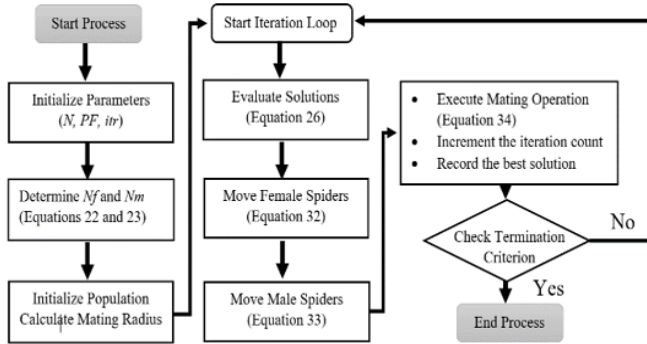 Start Process
Initialize Parameters
(N, PF, itr)
Determine Nf and Nm
(Equations 22 and 23)
Initialize Population
Calculate Mating Radius
Start Iteration Loop
Evaluate Solutions
(Equation 26)
Move Female Spiders
(Equation 32)
Move Male Spiders
(Equation 33)
• Execute Mating Operation
(Equation 34)
• Increment the iteration count
• Record the best solution
Check Termination
Criterion
No
Yes
End Process